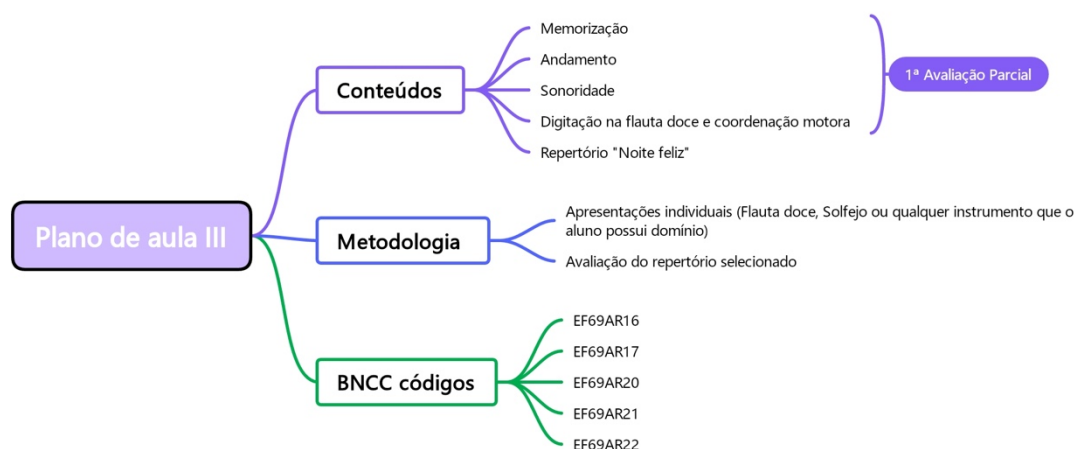 Plano de aula III
Conteúdos
Memorização
Andamento
Sonoridade
Digitação na flauta doce e coordenação motora
Repertório "Noite feliz"
1ª Avaliação Parcial
Metodologia
Apresentações individuais (Flauta doce, Solfejo ou qualquer instrumento que o
aluno possui domínio)
Avaliação do repertório selecionado
BNCC códigos
EF69AR16
EF69AR17
EF69AR20
EF69AR21
EF69AR22